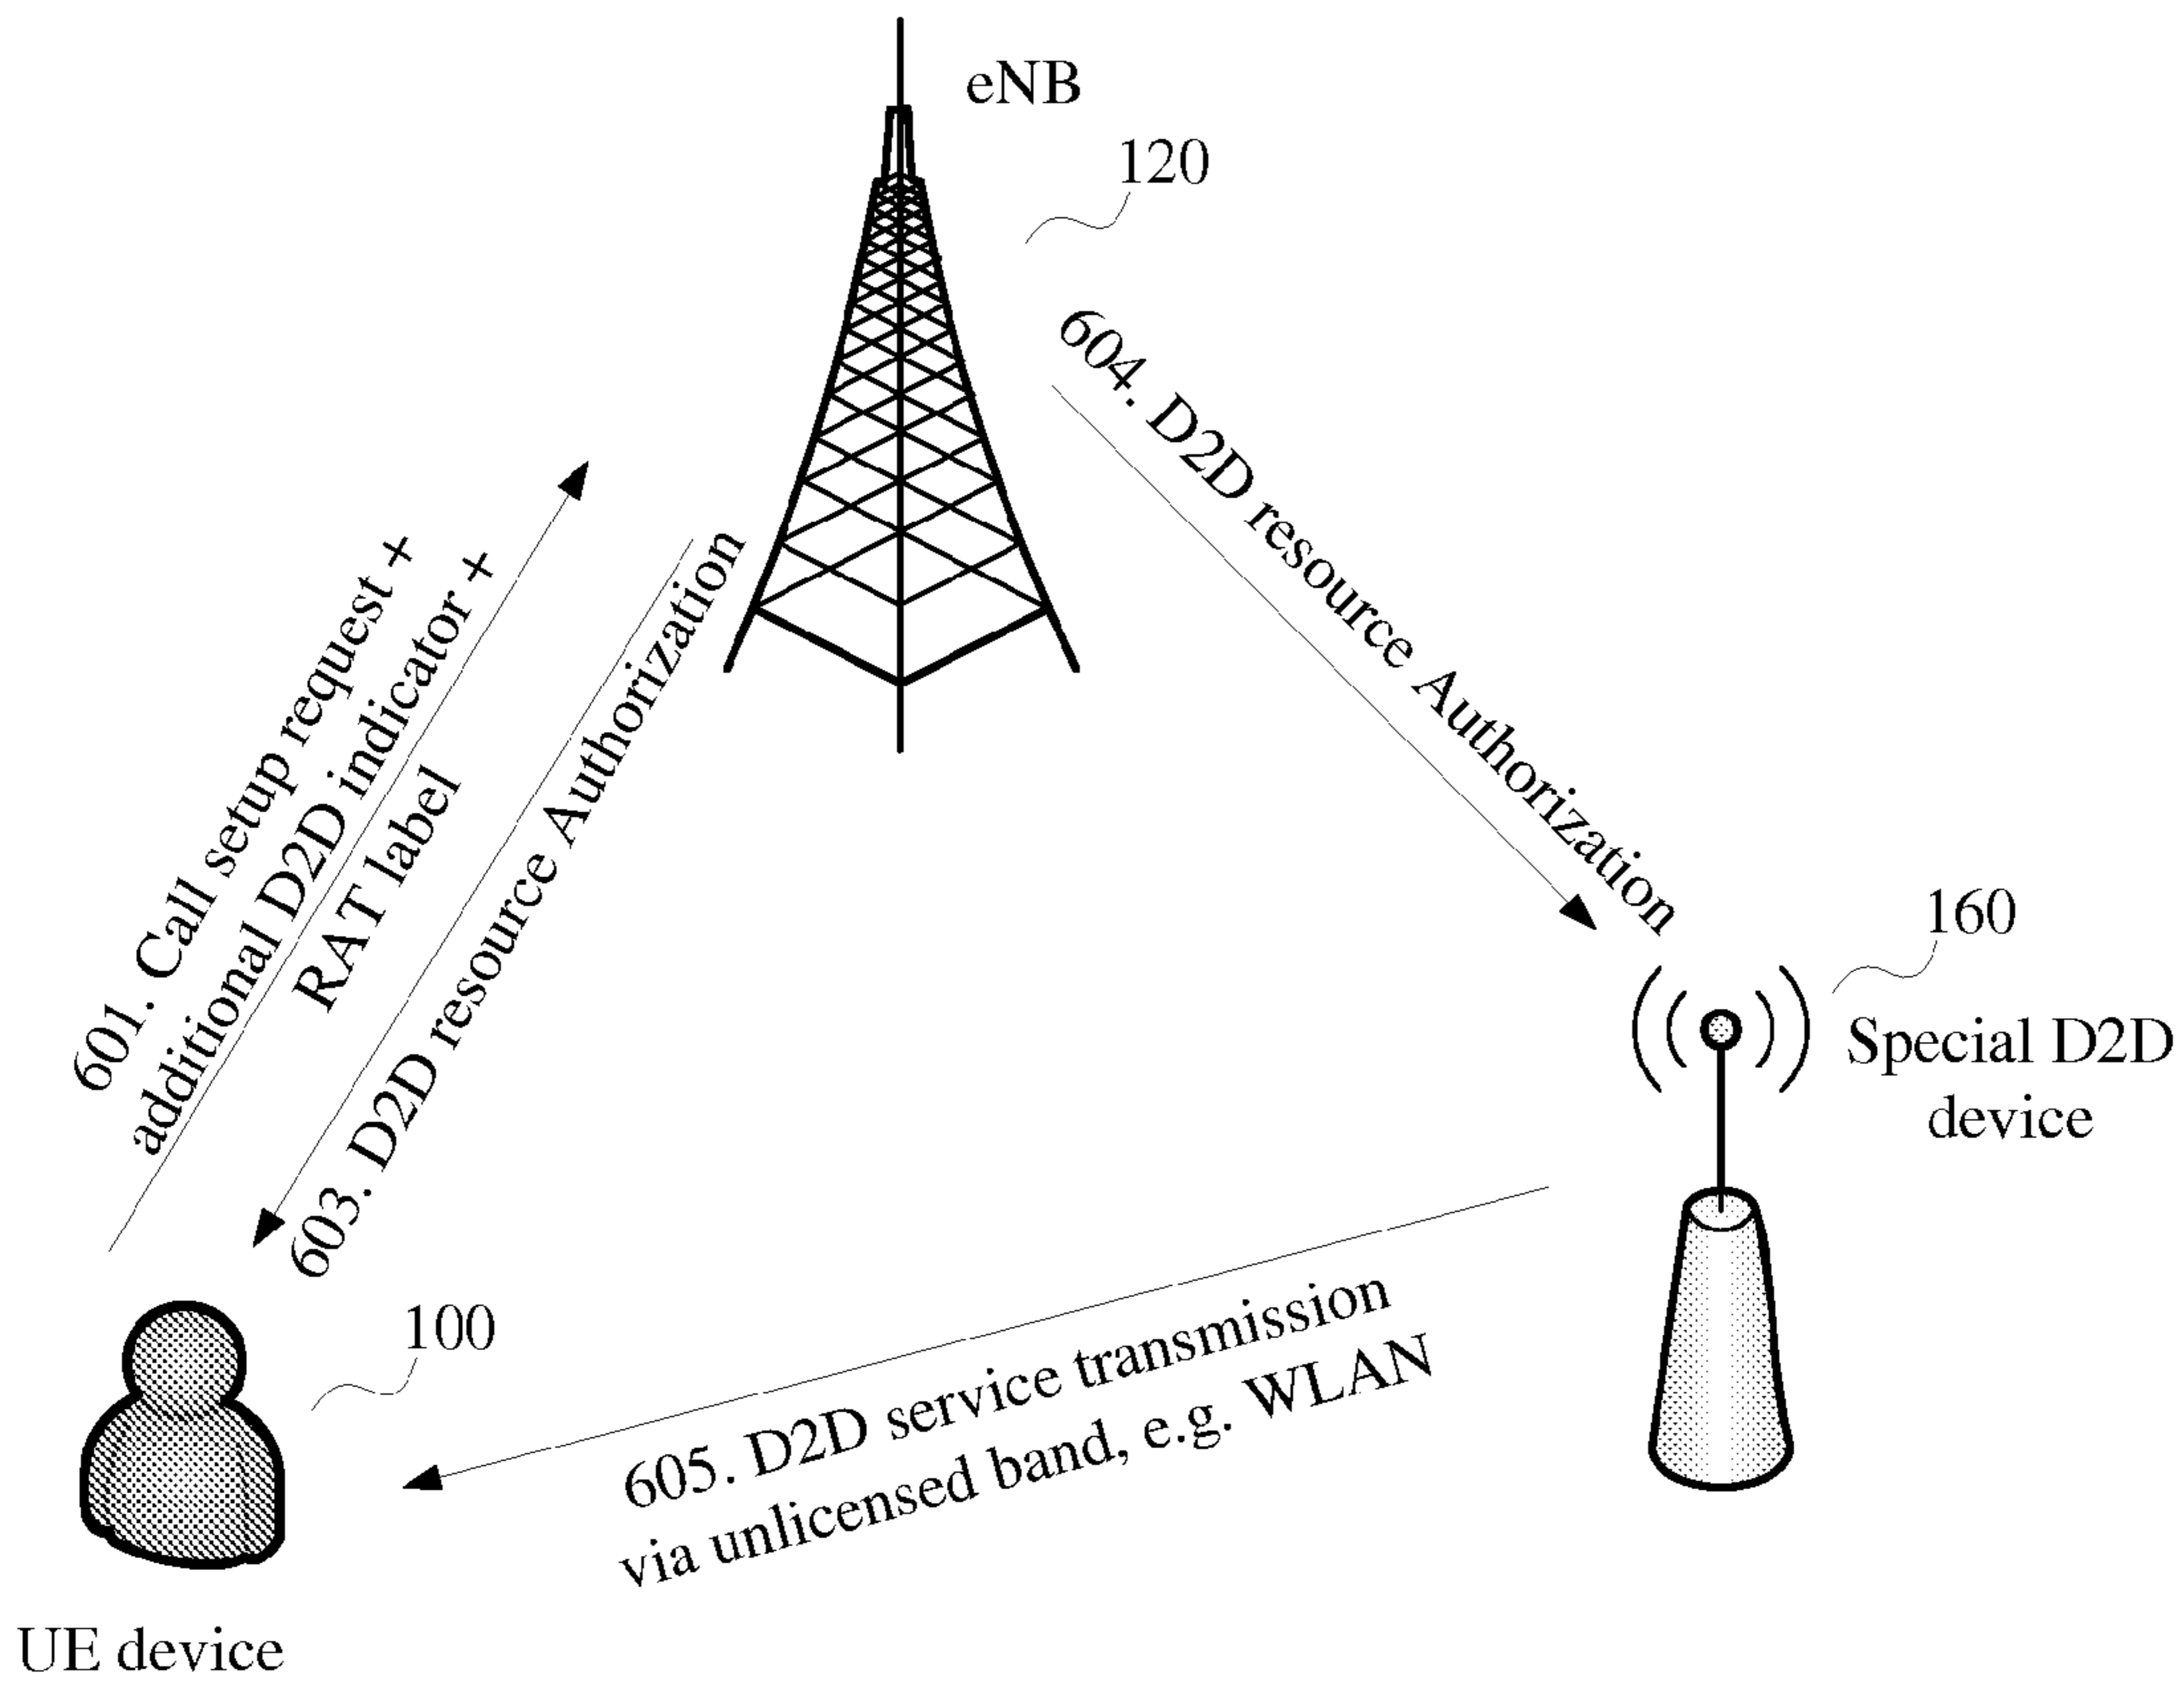 eNB
120
601. Call setup request +
additional D2D indicator +
RAT label
603. D2D resource Authorization
604. D2D resource Authorization
160
Special D2D
device
100
605. D2D service transmission
via unlicensed band, e.g. WLAN
UE device